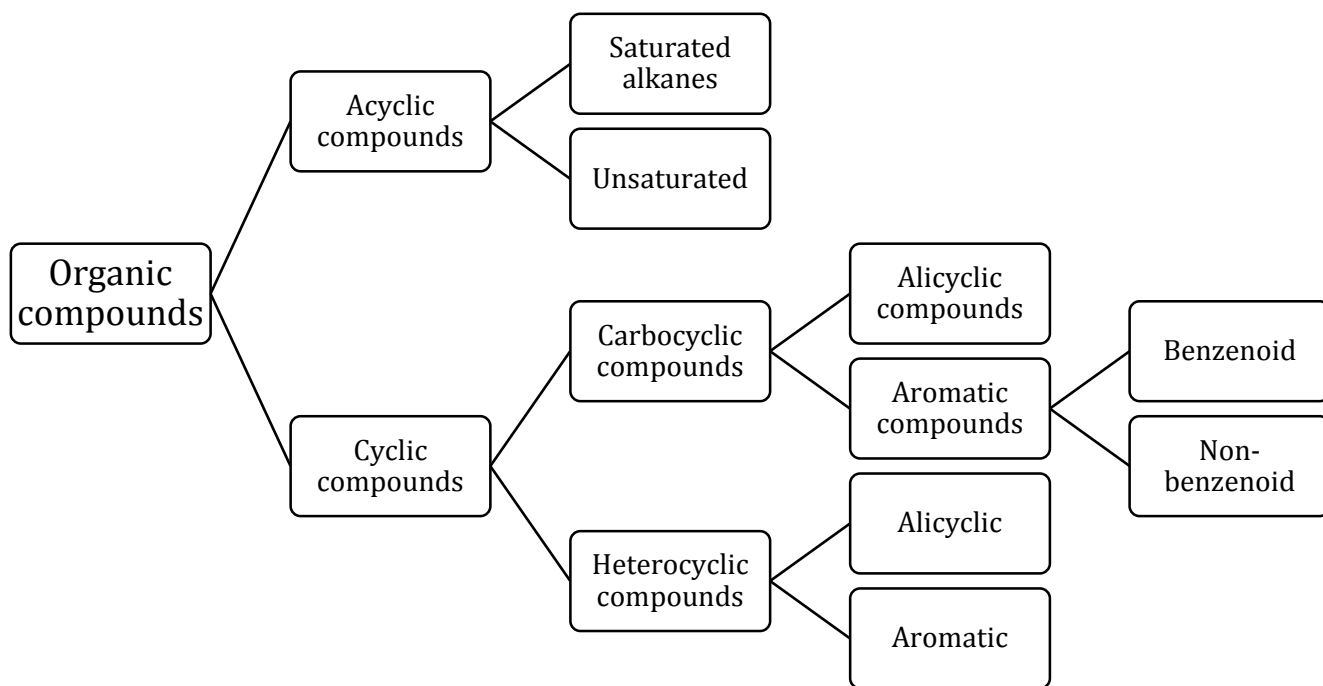 Organic
compounds
Acyclic
compounds
Saturated
alkanes
Unsaturated
Cyclic
compounds
Carbocyclic
compounds
Alicyclic
compounds
Aromatic
compounds
Benzenoid
Non-
benzenoid
Heterocyclic
compounds
Alicyclic
Aromatic